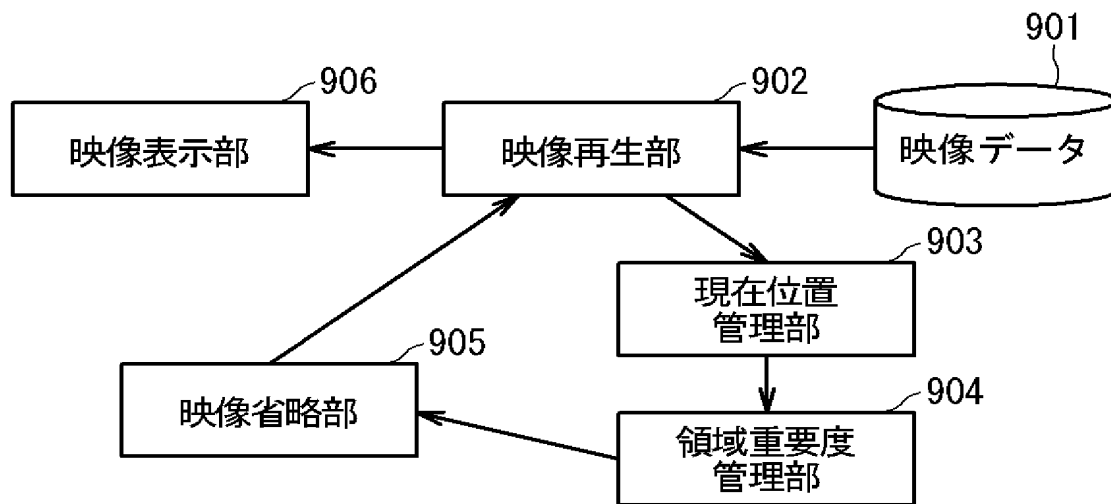 901
906
902
映像表示部
映像再生部
映像データ
903
現在位置
管理部
905
904
映像省略部
領域重要度
管理部